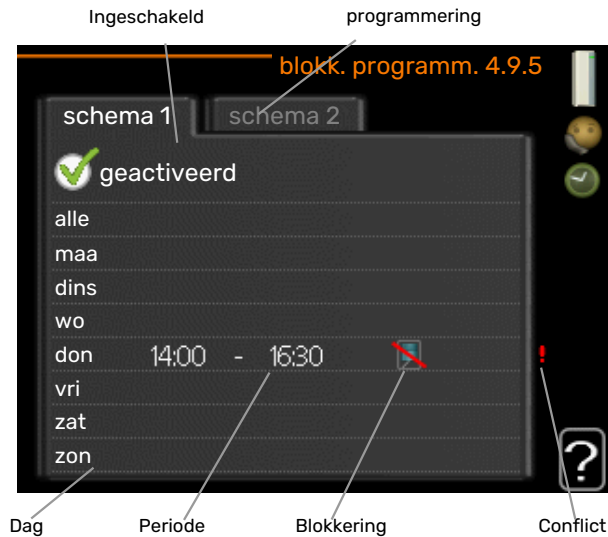 Ingeschakeld
programmering
blokk. programm. 4.9.5
schema 1
schema 2
geactiveerd
alle
maa
dins
wo
don 14:00 - 16:30 !
vri
zat
zon
?
Dag
Periode
Blokkering
Conflict